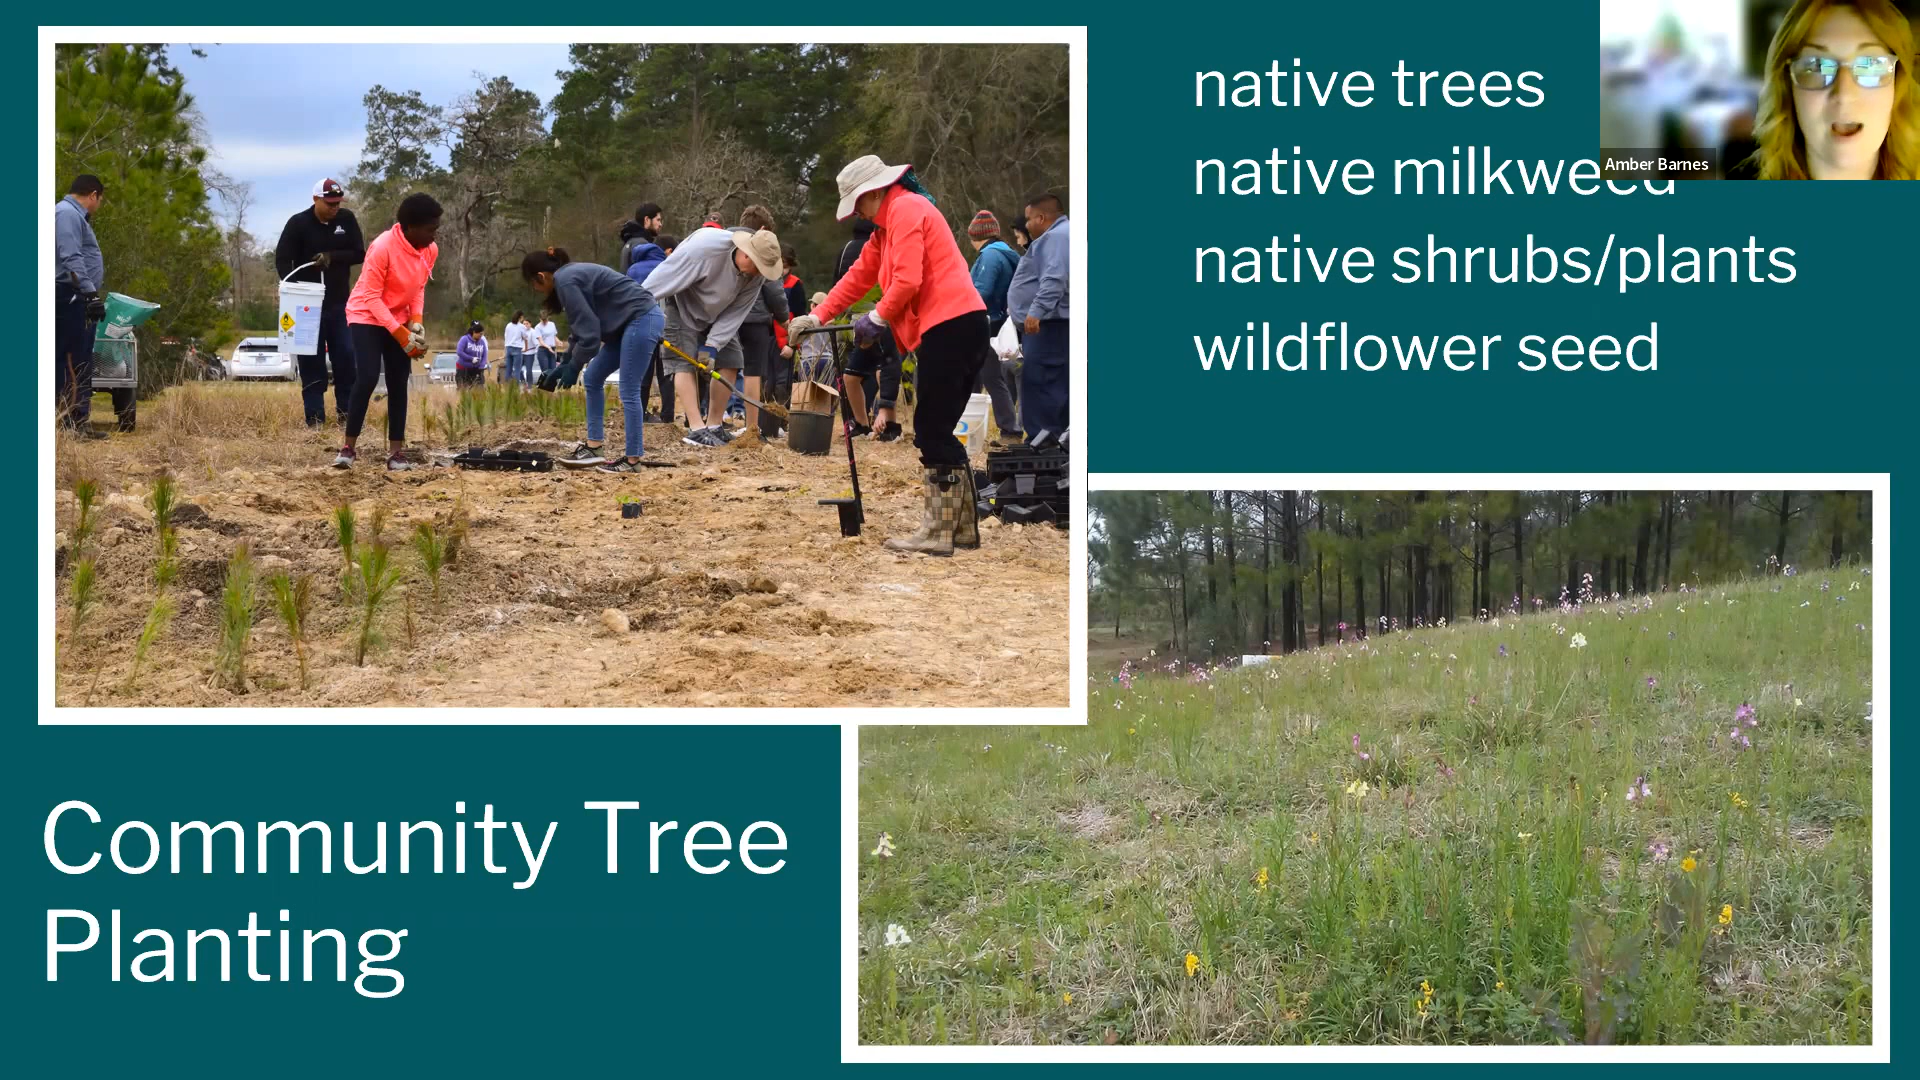 native trees
Amber Barnes
native milkweed
native shrubs/plants
wildflower seed
Community Tree
Planting